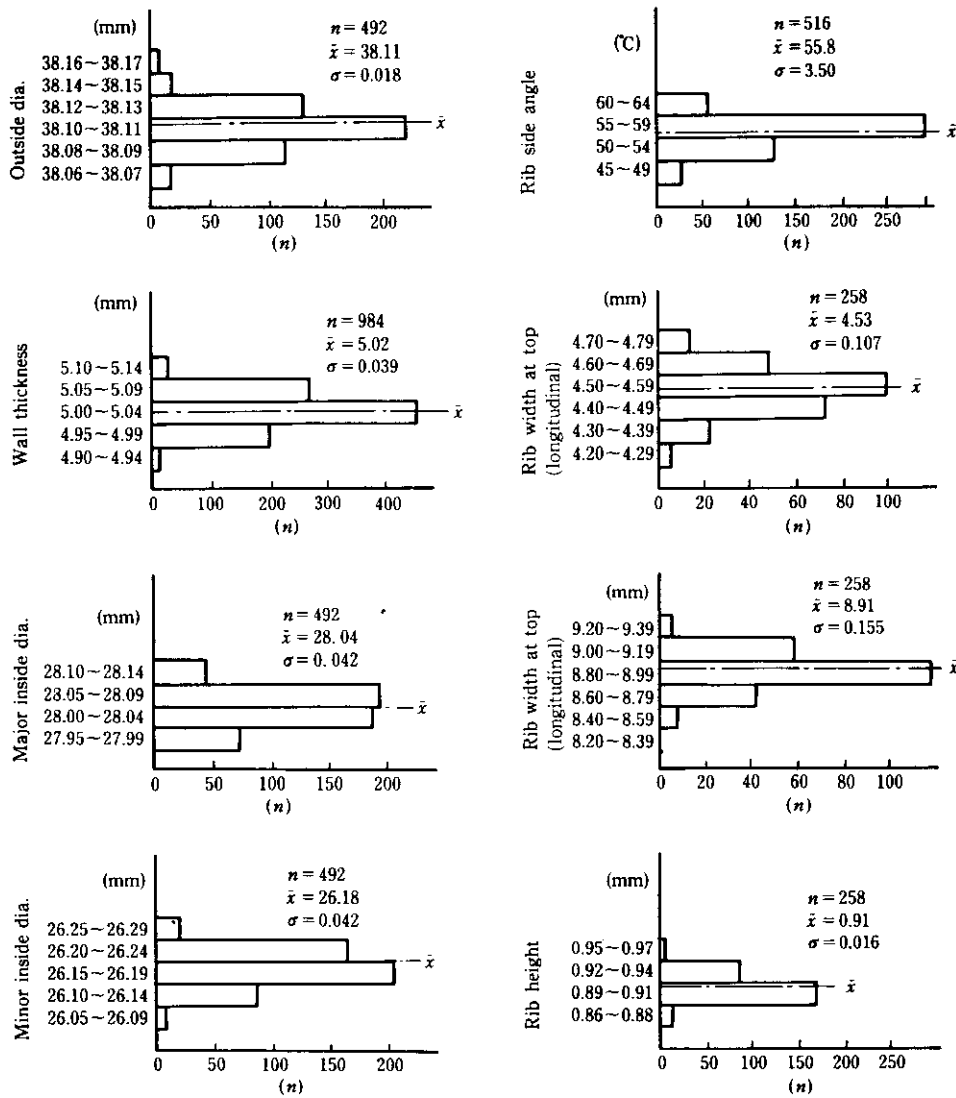 Outside dia.
(mm)
n = 492
x̄ = 38.11
σ = 0.018
38.16～38.17
38.14～38.15
38.12～38.13
38.10～38.11
38.08～38.09
38.06～38.07
x̄
0 50 100 150 200
(n)
Rib side angle
(℃)
n = 516
x̄ = 55.8
σ = 3.50
60～64
55～59
50～54
45～49
x̄
0 50 100 150 200 250
(n)
Wall thickness
(mm)
n = 984
x̄ = 5.02
σ = 0.039
5.10～5.14
5.05～5.09
5.00～5.04
4.95～4.99
4.90～4.94
x̄
0 100 200 300 400
(n)
Rib width at top
(longitudinal)
(mm)
n = 258
x̄ = 4.53
σ = 0.107
4.70～4.79
4.60～4.69
4.50～4.59
4.40～4.49
4.30～4.39
4.20～4.29
x̄
0 20 40 60 80 100
(n)
Major inside dia.
(mm)
n = 492
x̄ = 28.04
σ = 0.042
28.10～28.14
28.05～28.09
28.00～28.04
27.95～27.99
x̄
0 50 100 150 200
(n)
Rib width at top
(longitudinal)
(mm)
n = 258
x̄ = 8.91
σ = 0.155
9.20～9.39
9.00～9.19
8.80～8.99
8.60～8.79
8.40～8.59
8.20～8.39
x̄
0 20 40 60 80 100
(n)
Minor inside dia.
(mm)
n = 492
x̄ = 26.18
σ = 0.042
26.25～26.29
26.20～26.24
26.15～26.19
26.10～26.14
26.05～26.09
x̄
0 50 100 150 200
(n)
Rib height
(mm)
n = 258
x̄ = 0.91
σ = 0.016
0.95～0.97
0.92～0.94
0.89～0.91
0.86～0.88
x̄
0 50 100 150 200 250
(n)